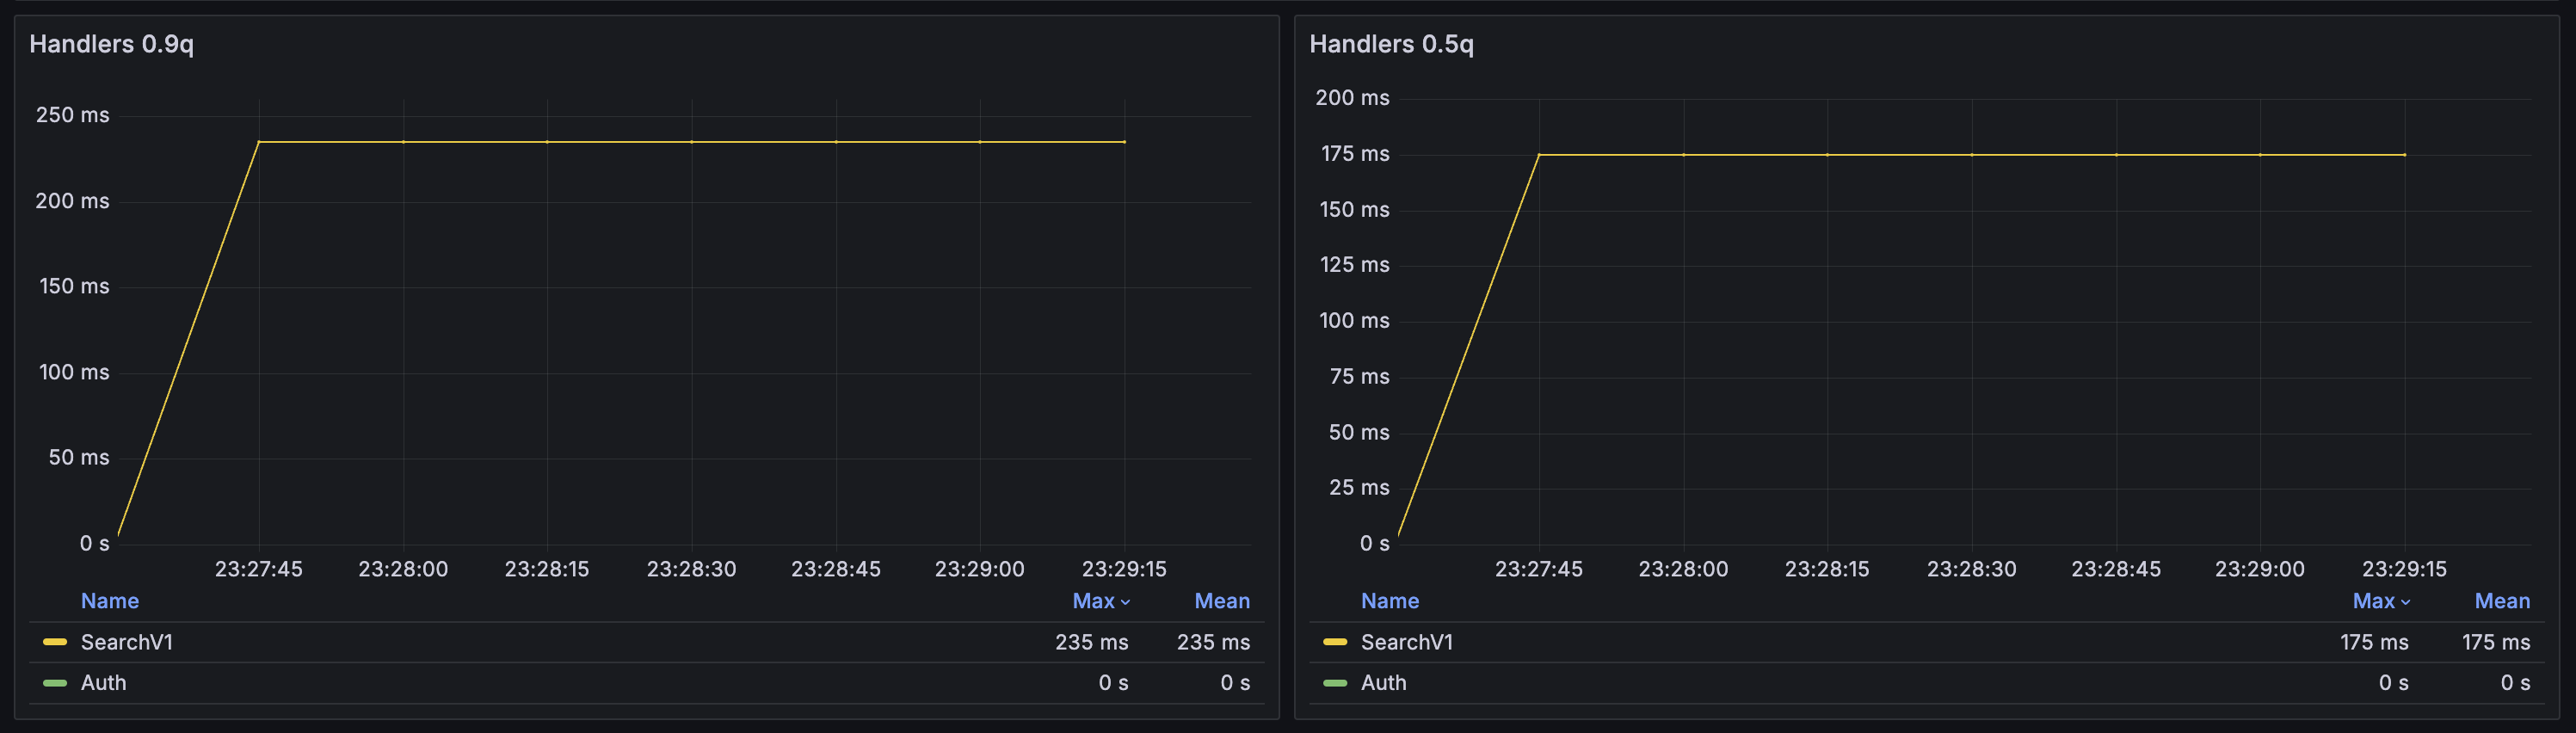 Handlers 0.9q
250 ms
200 ms
150 ms
100 ms
50 ms
0 s
23:27:45 23:28:00 23:28:15 23:28:30 23:28:45 23:29:00 23:29:15
Name Max Mean
SearchV1 235 ms 235 ms
Auth 0 s 0 s
Handlers 0.5q
200 ms
175 ms
150 ms
125 ms
100 ms
75 ms
50 ms
25 ms
0 s
23:27:45 23:28:00 23:28:15 23:28:30 23:28:45 23:29:00 23:29:15
Name Max Mean
SearchV1 175 ms 175 ms
Auth 0 s 0 s